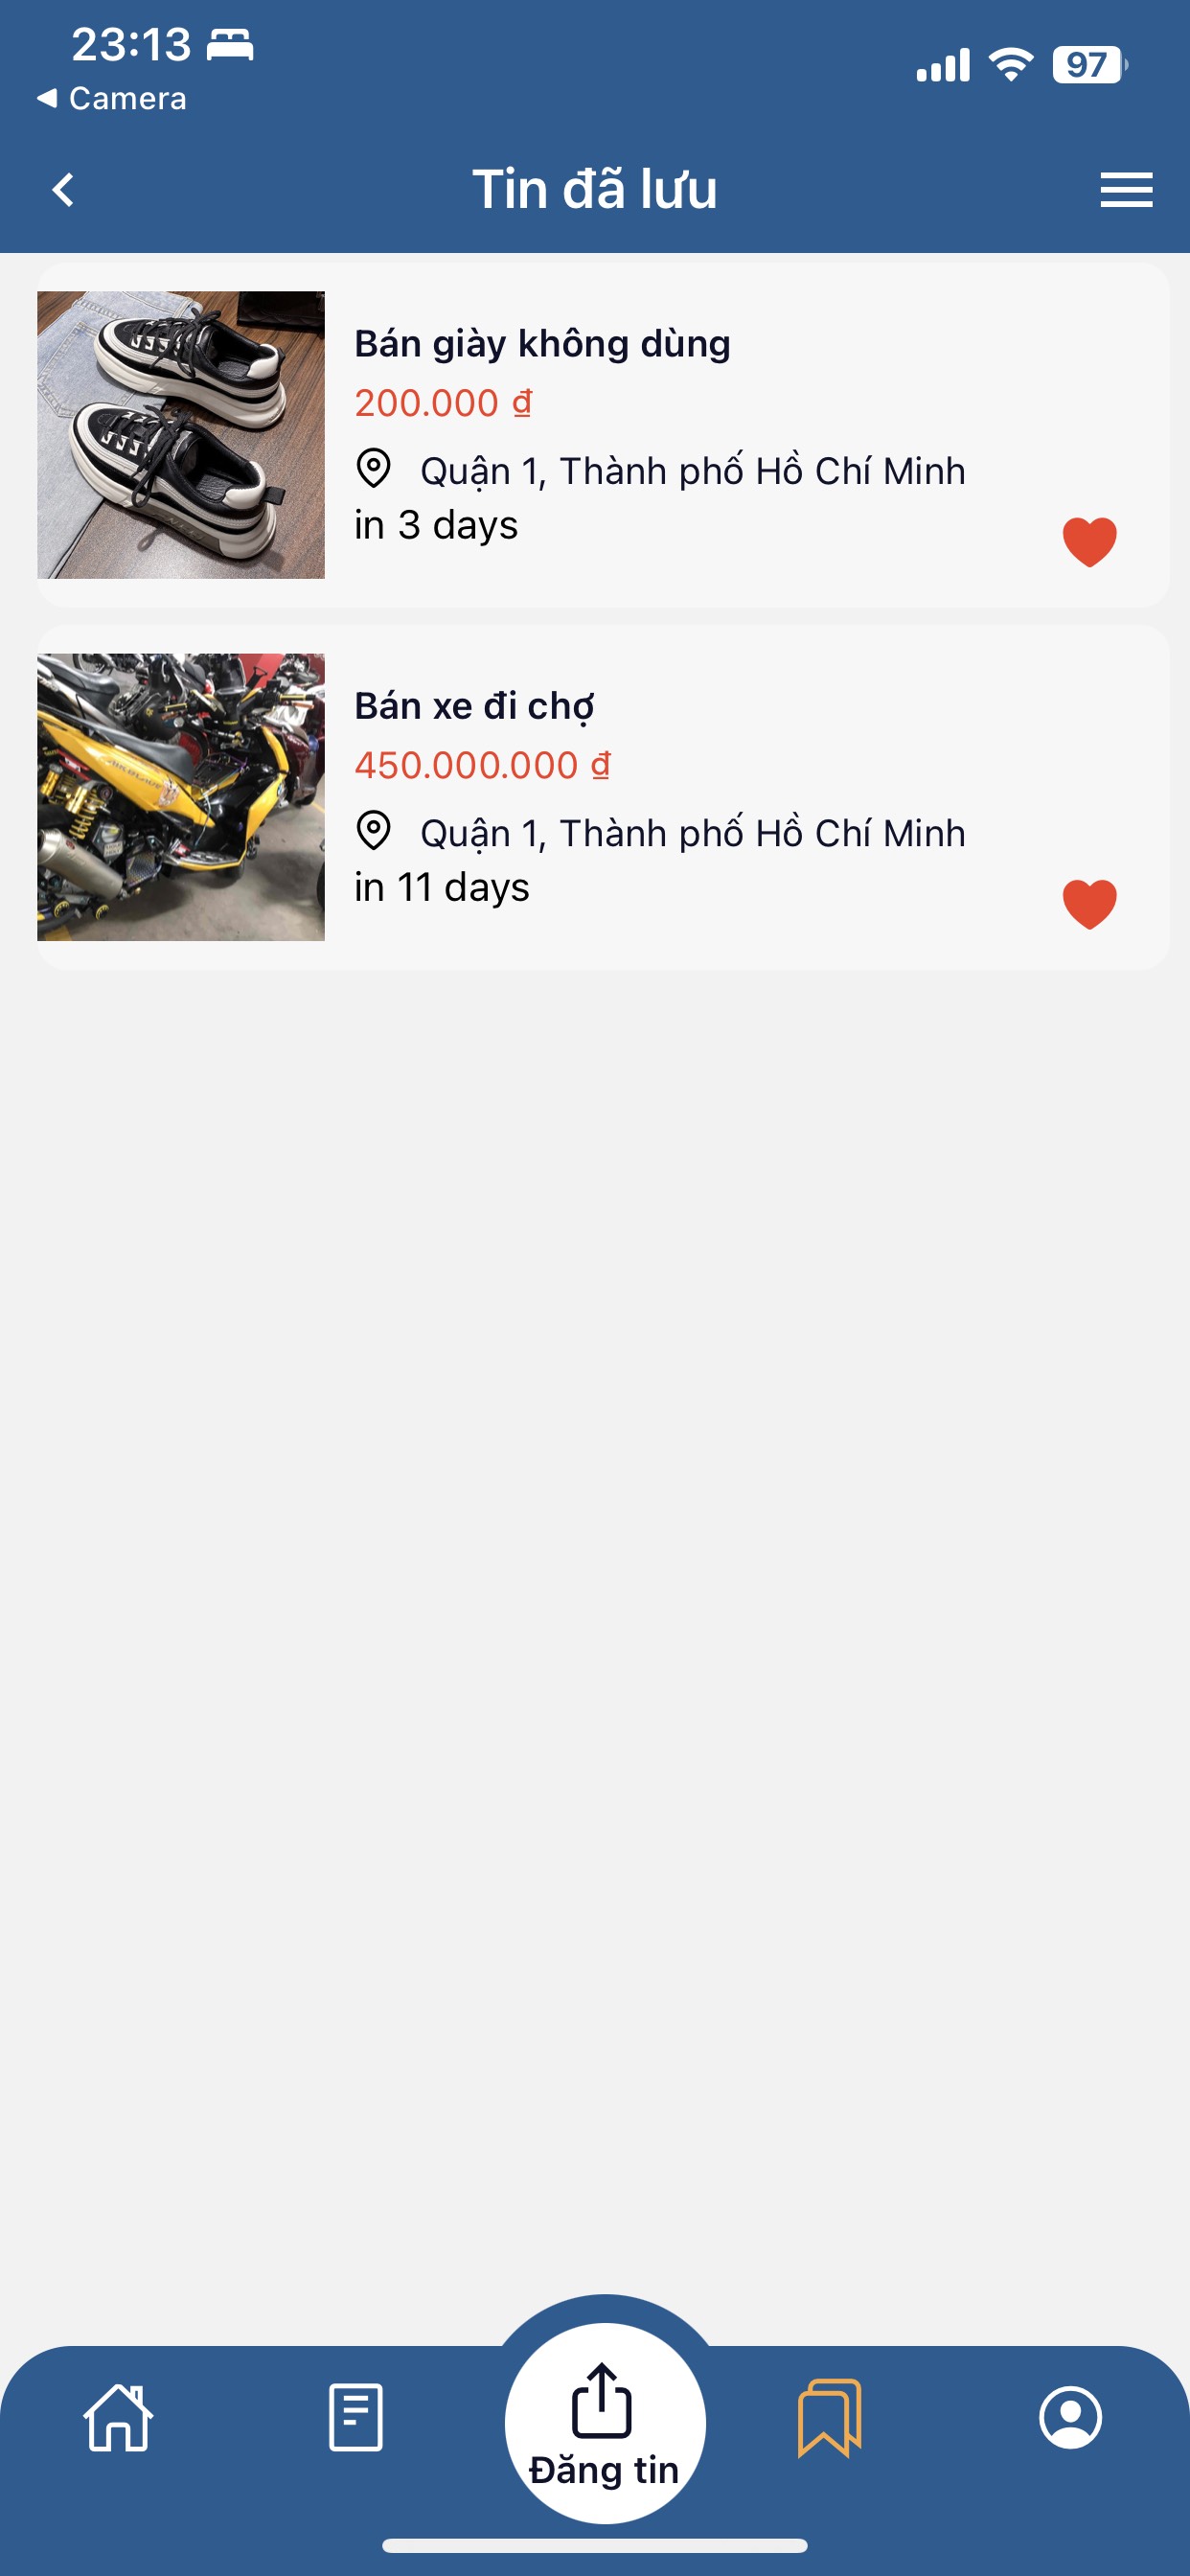 23:13
Camera
97
Tin đã lưu
Bán giày không dùng
200.000 ₫
Quận 1, Thành phố Hồ Chí Minh
in 3 days
Bán xe đi chợ
450.000.000 ₫
Quận 1, Thành phố Hồ Chí Minh
in 11 days
Đăng tin